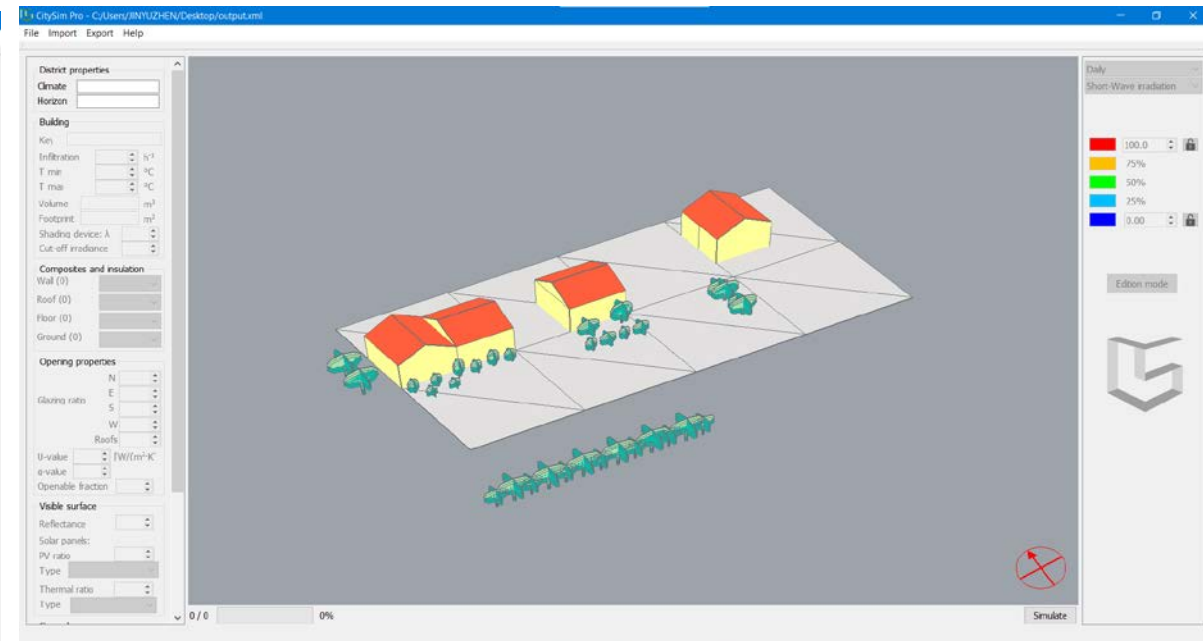 CitySim Pro - C:/Users/JINYUZHEN/Desktop/output.xml
File Import Export Help
District properties
Climate
Horizon
Building
Key
Infiltration h⁻¹
T min °C
T max °C
Volume m³
Footprint m²
Shading device: λ
Cut-off irradiance
Composites and insulation
Wall (0)
Roof (0)
Floor (0)
Ground (0)
Opening properties
N
Glazing ratio E
S
W
Roofs
U-value [W/(m²·K)
g-value
Openable fraction
Visible surface
Reflectance
Solar panels:
PV ratio
Type
Thermal ratio
Type
0 / 0 0%
Simulate
Daily
Short-Wave irradiation
100.0
75%
50%
25%
0.00
Edition mode